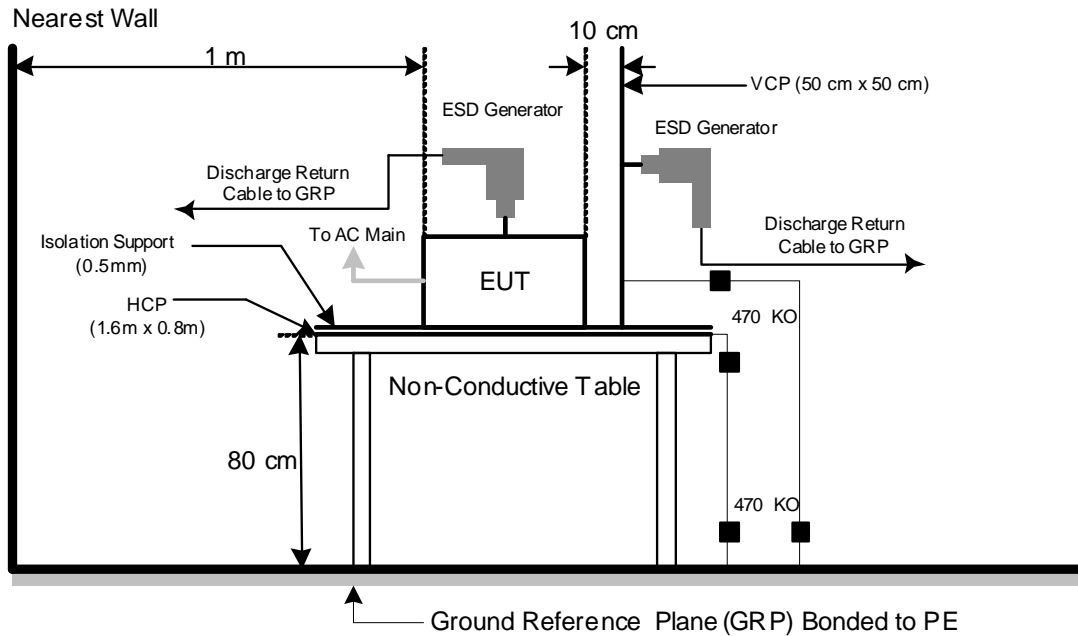 Nearest Wall
10 cm
1 m
VCP (50 cm x 50 cm)
ESD Generator
ESD Generator
Discharge Return
Cable to GRP
To AC Main
Discharge Return
Cable to GRP
Isolation Support
(0.5mm)
EUT
HCP
(1.6m x 0.8m)
470 KO
Non-Conductive Table
80 cm
470 KO
Ground Reference Plane (GRP) Bonded to PE